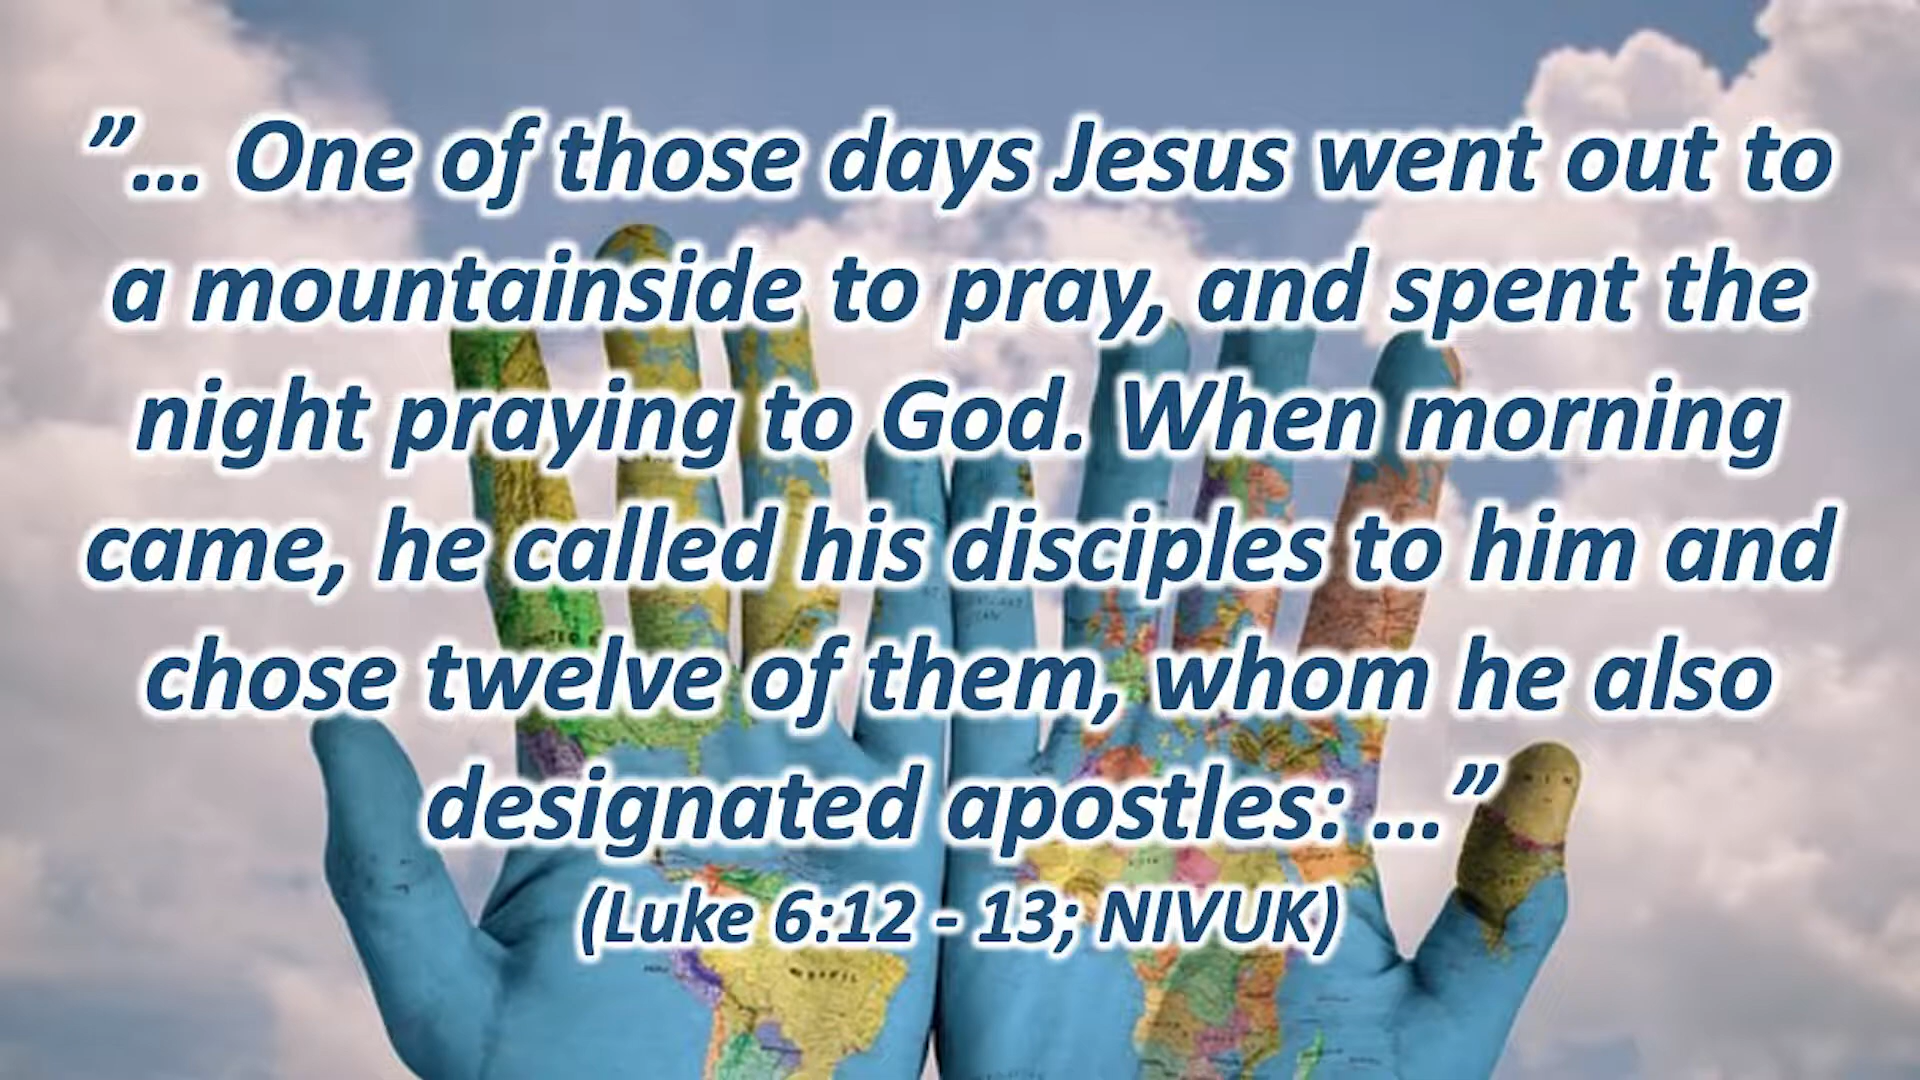 ”… One of those days Jesus went out to
a mountainside to pray, and spent the
night praying to God. When morning
came, he called his disciples to him and
chose twelve of them, whom he also
designated apostles: …”
(Luke 6:12 - 13; NIVUK)